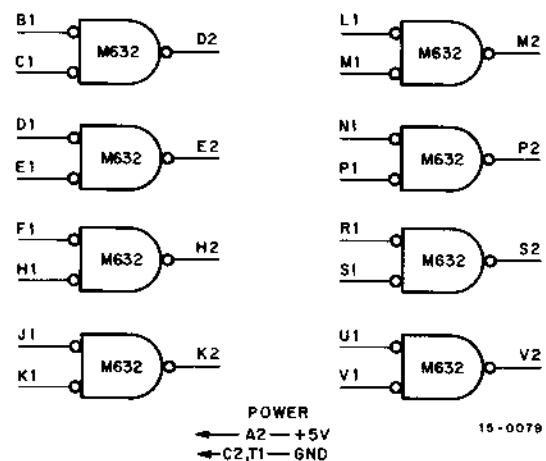 B1 D2 L1 M2
M632 M632
C1 M1
D1 E2 N1 P2
M632 M632
E1 P1
F1 H2 R1 S2
M632 M632
H1 S1
J1 K2 U1 V2
M632 M632
K1 V1
POWER
A2 — +5V
C2,T1 — GND
15-0079